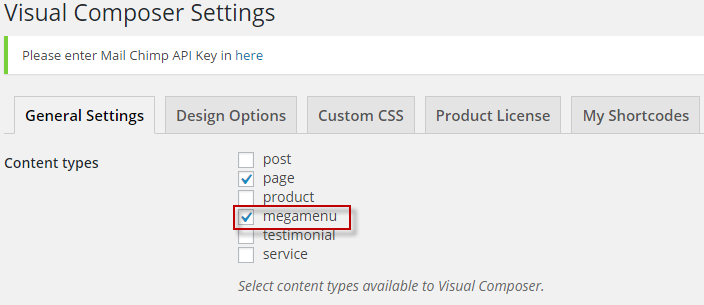 Visual Composer Settings
Please enter Mail Chimp API Key in here
General Settings Design Options Custom CSS Product License My Shortcodes
Content types
post
page
product
megamenu
testimonial
service
Select content types available to Visual Composer.